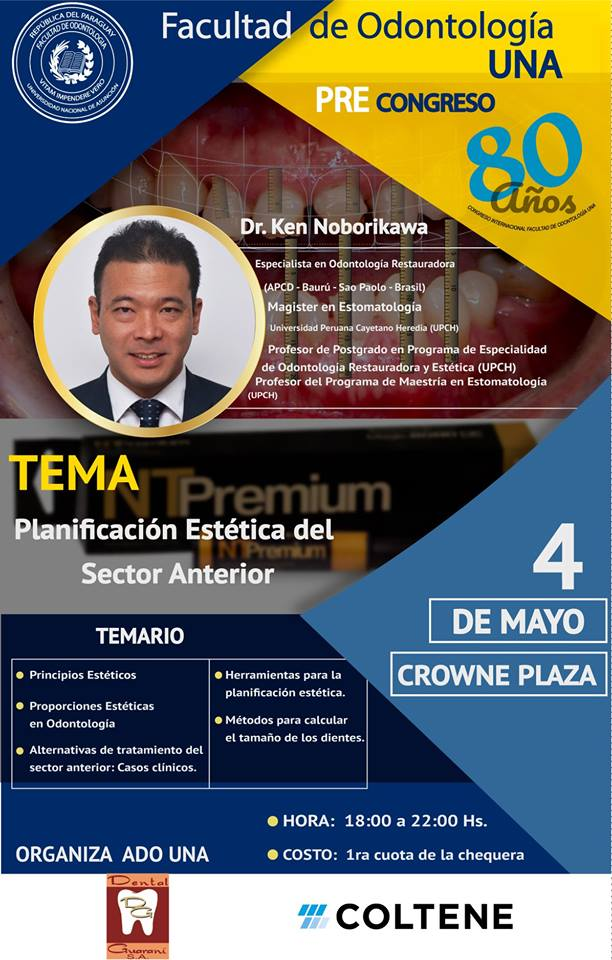 REPÚBLICA DEL PARAGUAY
FACULTAD DE ODONTOLOGÍA
VITAM IMPENDERE VERO
UNIVERSIDAD NACIONAL DE ASUNCIÓN
Facultad de Odontología
UNA
PRE CONGRESO
80
Años
CONGRESO INTERNACIONAL FACULTAD DE ODONTOLOGÍA UNA
Dr. Ken Noborikawa
Especialista en Odontología Restauradora
(APCD - Baurú - Sao Paolo - Brasil)
Magister en Estomatología
Universidad Peruana Cayetano Heredia (UPCH)
Profesor de Postgrado en Programa de Especialidad
de Odontología Restauradora y Estética (UPCH)
Profesor del Programa de Maestría en Estomatología
(UPCH)
TEMA
NT Premium
NT Premium
Planificación Estética del
Sector Anterior
4
DE MAYO
CROWNE PLAZA
TEMARIO
Principios Estéticos
Proporciones Estéticas
en Odontología
Alternativas de tratamiento del
sector anterior: Casos clínicos.
Herramientas para la
planificación estética.
Métodos para calcular
el tamaño de los dientes.
HORA: 18:00 a 22:00 Hs.
COSTO: 1ra cuota de la chequera
ORGANIZA ADO UNA
Dental
DG
Guaraní
S.A.
COLTENE